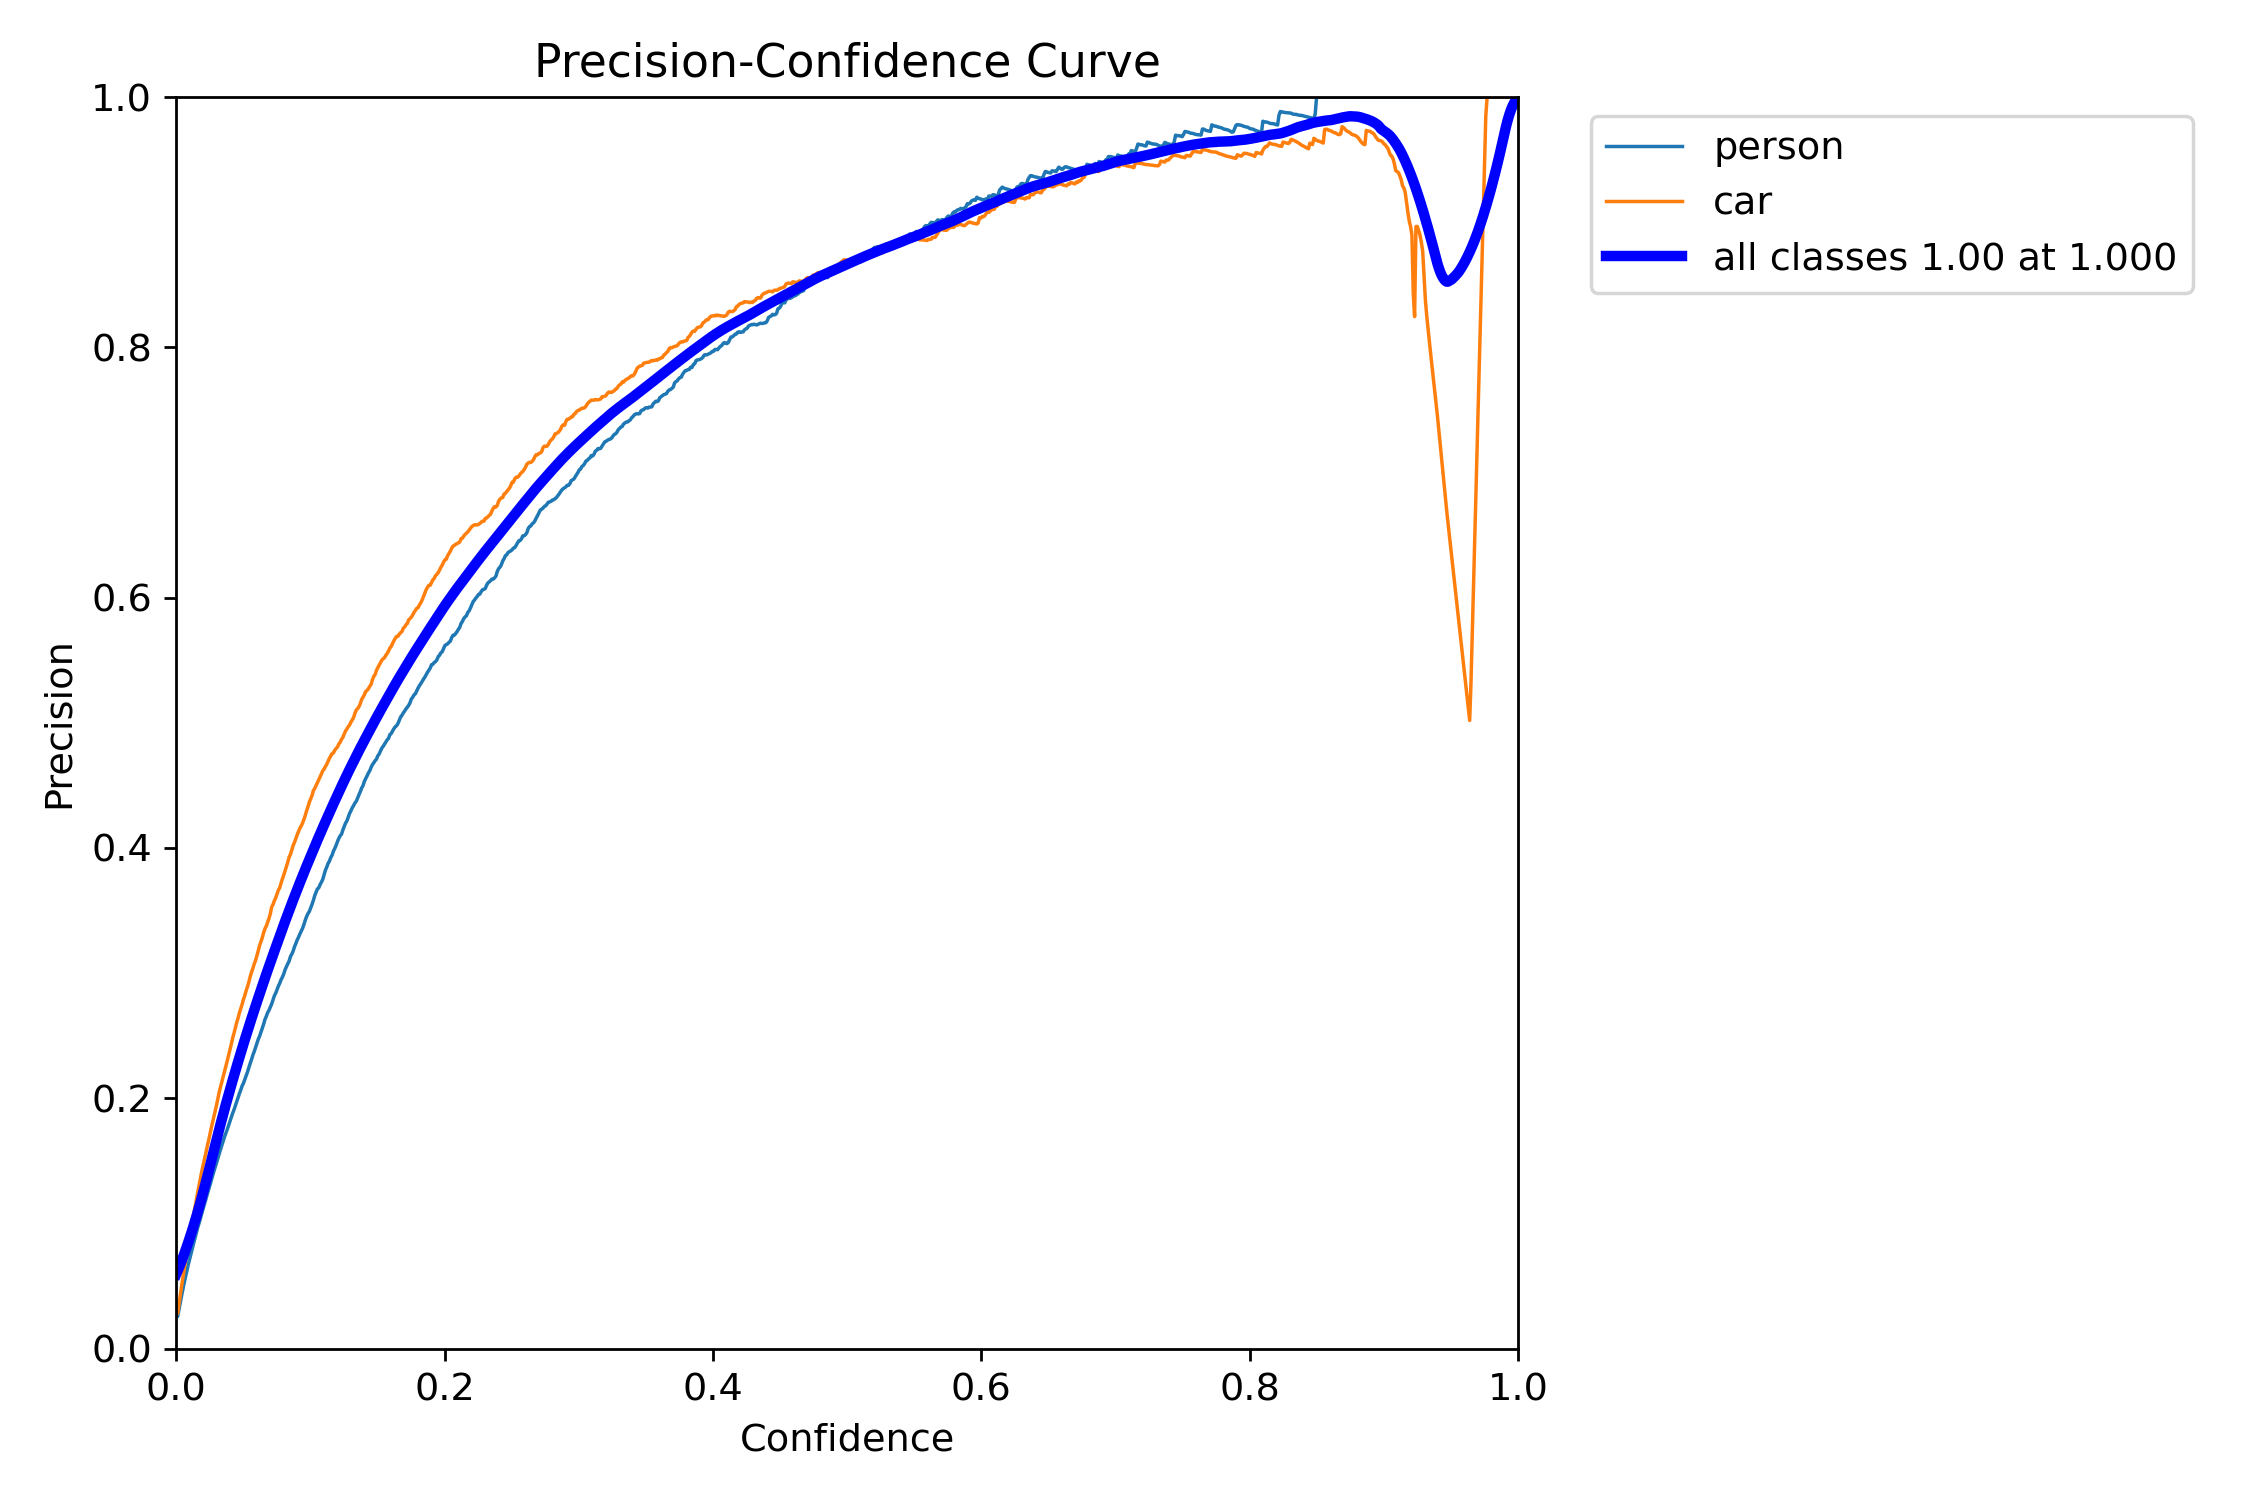 Precision-Confidence Curve
1.0
0.8
0.6
0.4
0.2
0.0
Precision
0.0 0.2 0.4 0.6 0.8 1.0
Confidence
person
car
all classes 1.00 at 1.000